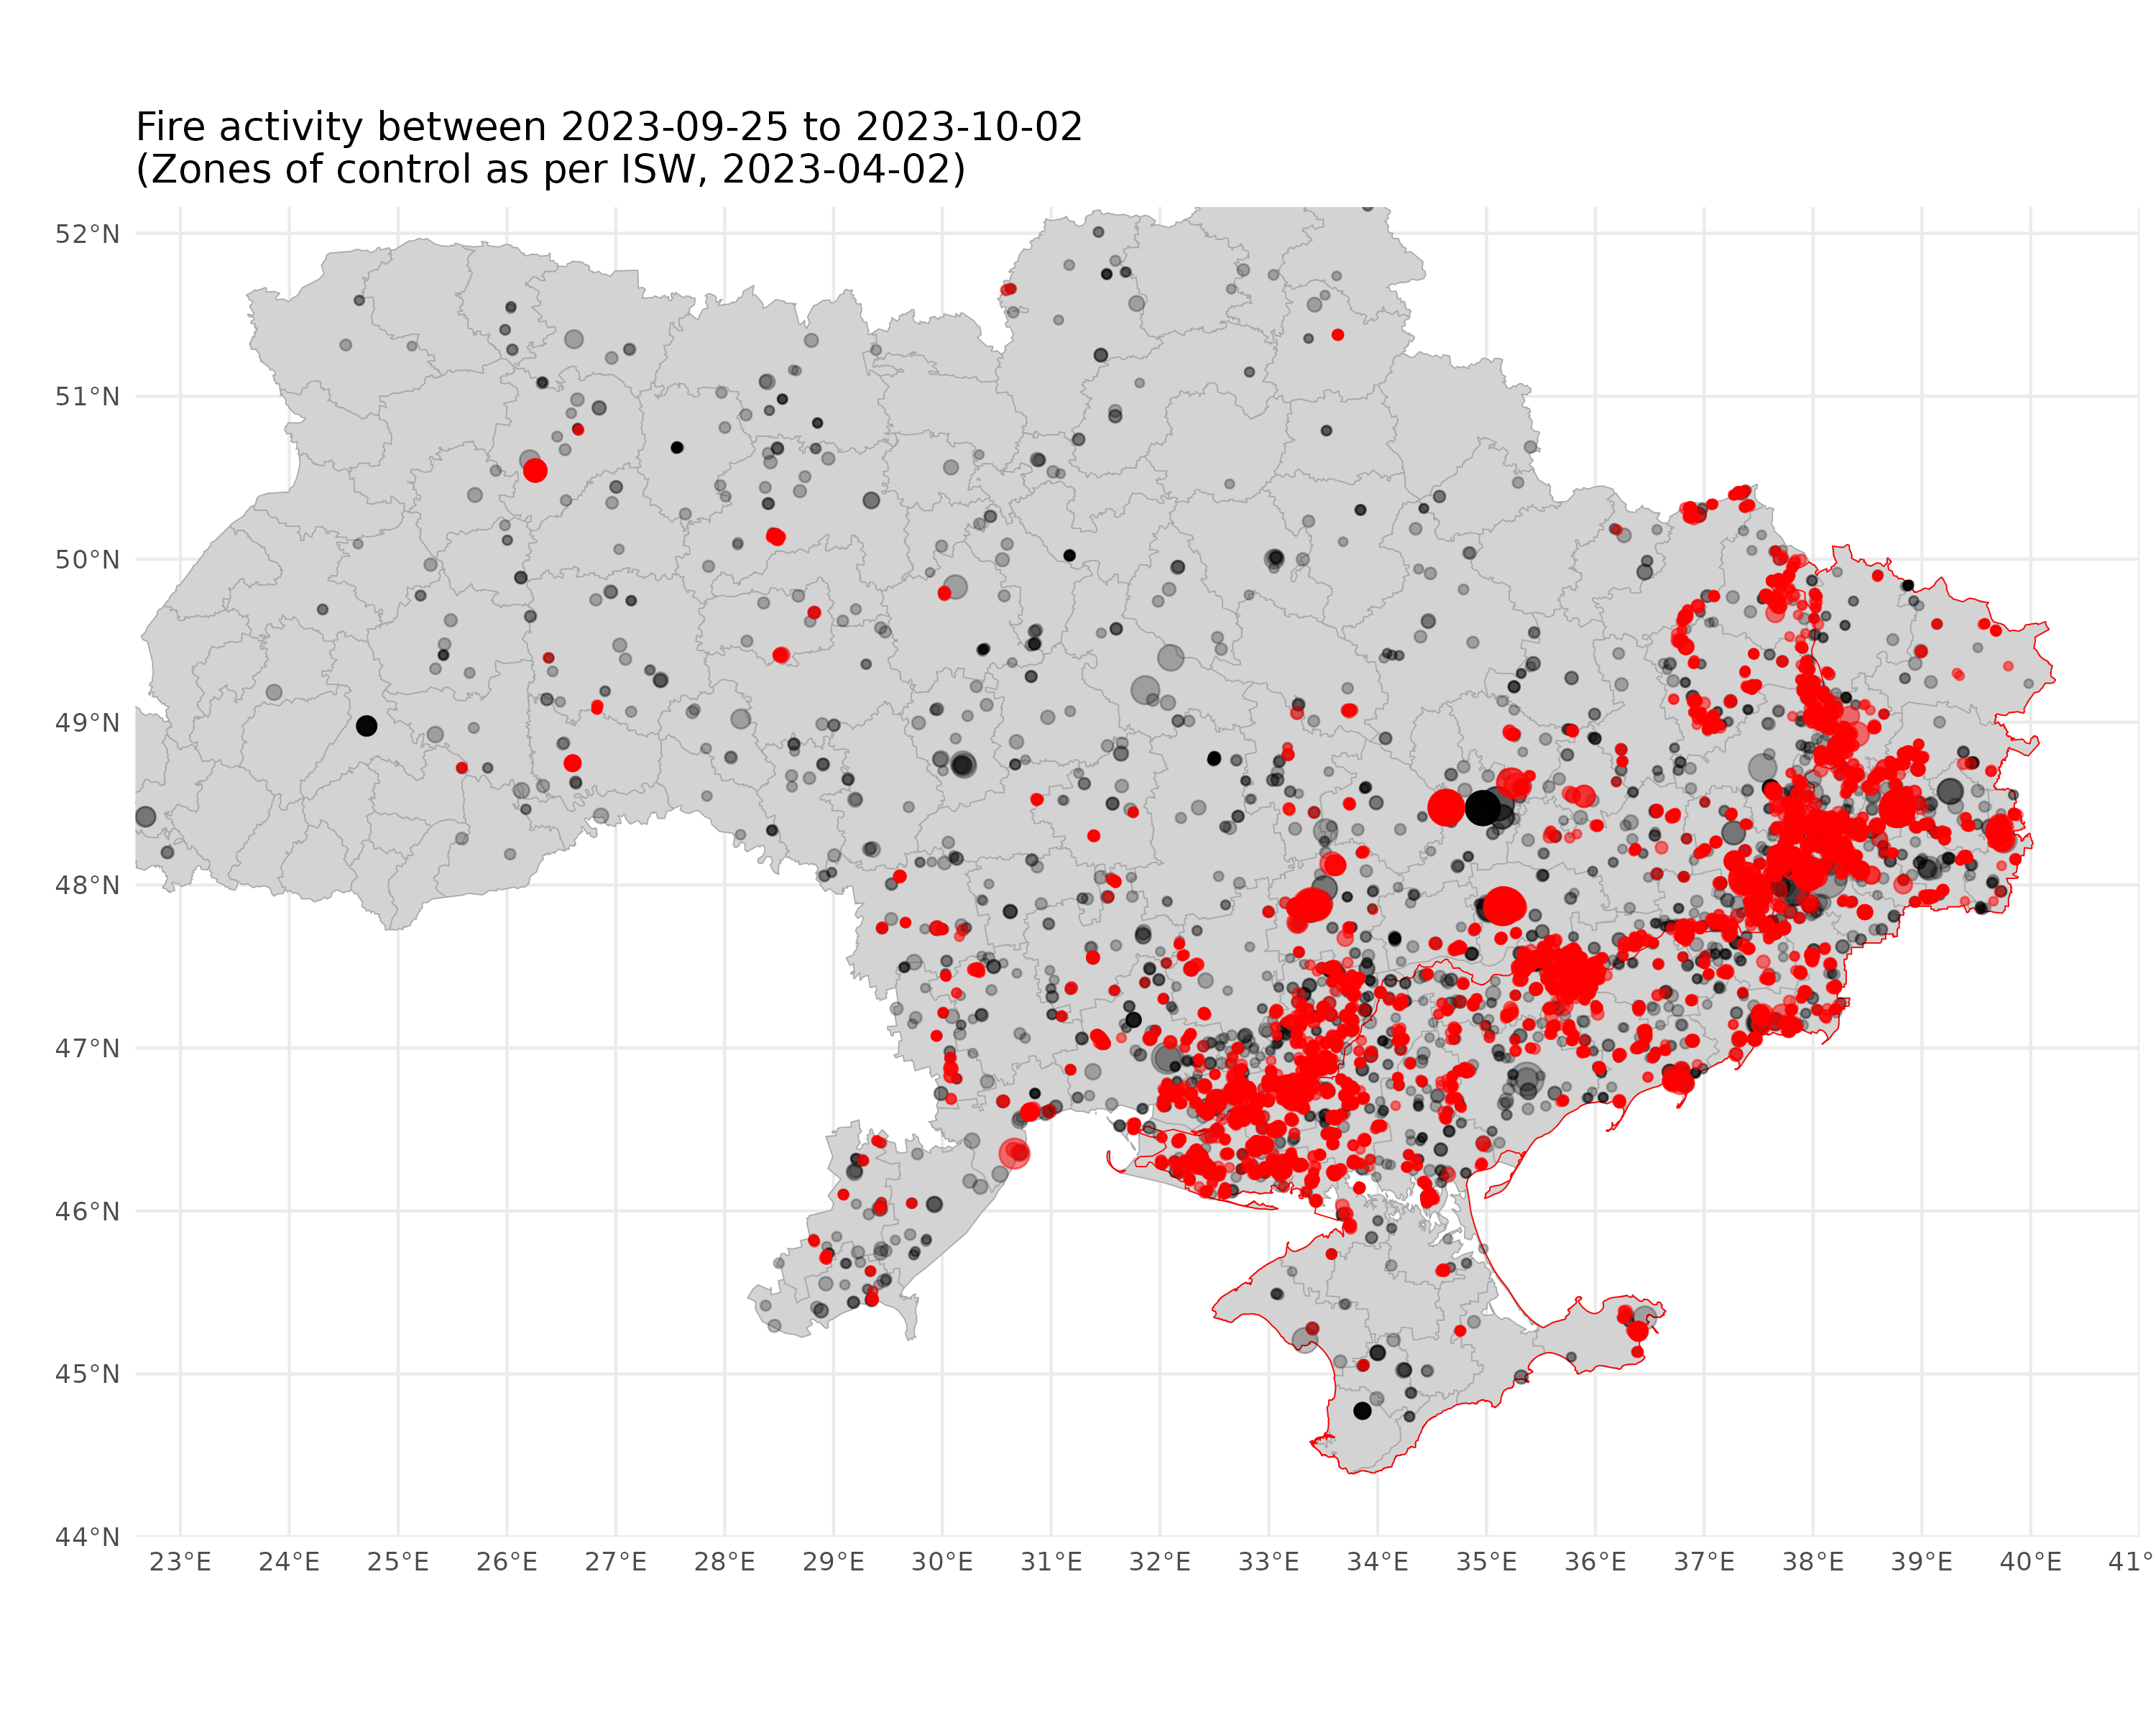 Fire activity between 2023-09-25 to 2023-10-02
(Zones of control as per ISW, 2023-04-02)
52°N
51°N
50°N
49°N
48°N
47°N
46°N
45°N
44°N
23°E 24°E 25°E 26°E 27°E 28°E 29°E 30°E 31°E 32°E 33°E 34°E 35°E 36°E 37°E 38°E 39°E 40°E 41°